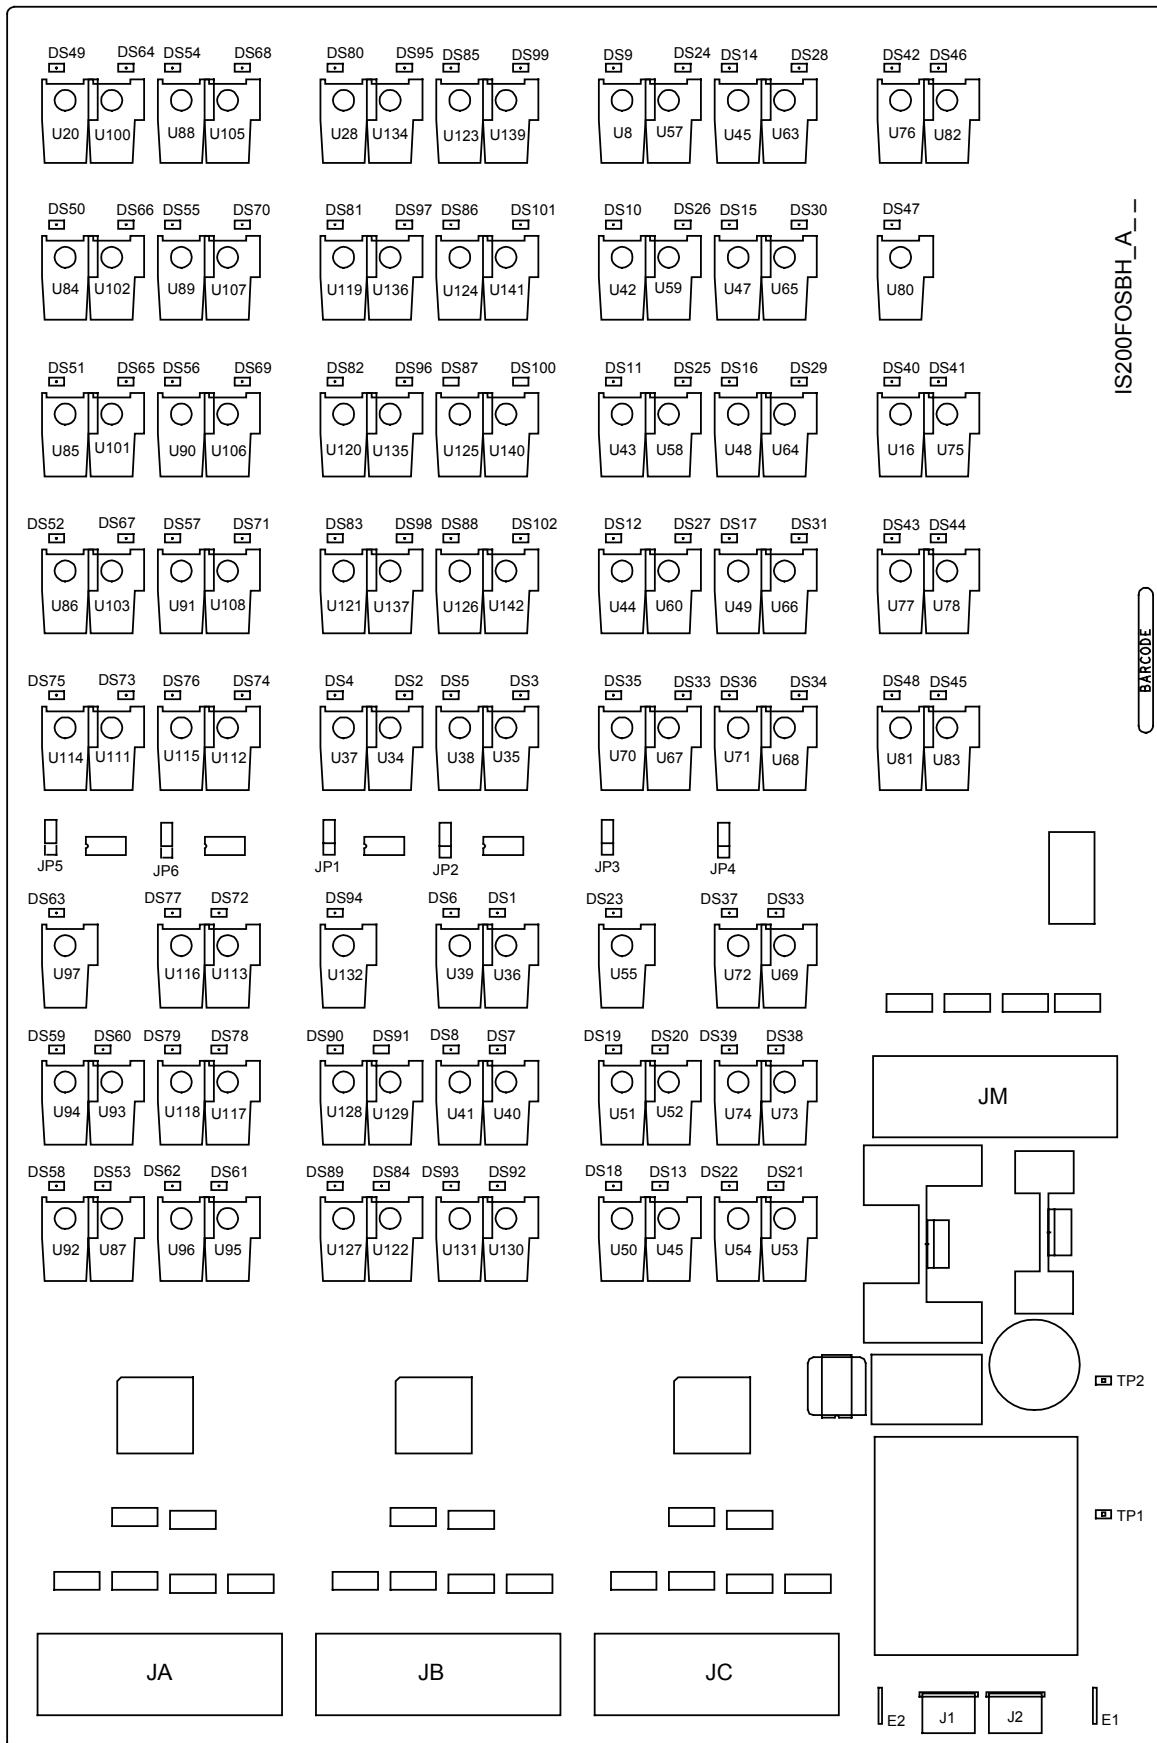 DS49 DS64 DS54 DS68 DS80 DS95 DS85 DS99 DS9 DS24 DS14 DS28 DS42 DS46
U20 U100 U88 U105 U28 U134 U123 U139 U8 U57 U45 U63 U76 U82
DS50 DS66 DS55 DS70 DS81 DS97 DS86 DS101 DS10 DS26 DS15 DS30 DS47
U84 U102 U89 U107 U119 U136 U124 U141 U42 U59 U47 U65 U80
IS200FOSBH_A_ _
DS51 DS65 DS56 DS69 DS82 DS96 DS87 DS100 DS11 DS25 DS16 DS29 DS40 DS41
U85 U101 U90 U106 U120 U135 U125 U140 U43 U58 U48 U64 U16 U75
DS52 DS67 DS57 DS71 DS83 DS98 DS88 DS102 DS12 DS27 DS17 DS31 DS43 DS44
U86 U103 U91 U108 U121 U137 U126 U142 U44 U60 U49 U66 U77 U78
BARCODE
DS75 DS73 DS76 DS74 DS4 DS2 DS5 DS3 DS35 DS33 DS36 DS34 DS48 DS45
U114 U111 U115 U112 U37 U34 U38 U35 U70 U67 U71 U68 U81 U83
JP5 JP6 JP1 JP2 JP3 JP4
DS63 DS77 DS72 DS94 DS6 DS1 DS23 DS37 DS33
U97 U116 U113 U132 U39 U36 U55 U72 U69
DS59 DS60 DS79 DS78 DS90 DS91 DS8 DS7 DS19 DS20 DS39 DS38
U94 U93 U118 U117 U128 U129 U41 U40 U51 U52 U74 U73
JM
DS58 DS53 DS62 DS61 DS89 DS84 DS93 DS92 DS18 DS13 DS22 DS21
U92 U87 U96 U95 U127 U122 U131 U130 U50 U45 U54 U53
TP2
TP1
JA JB JC
E2 J1 J2 E1